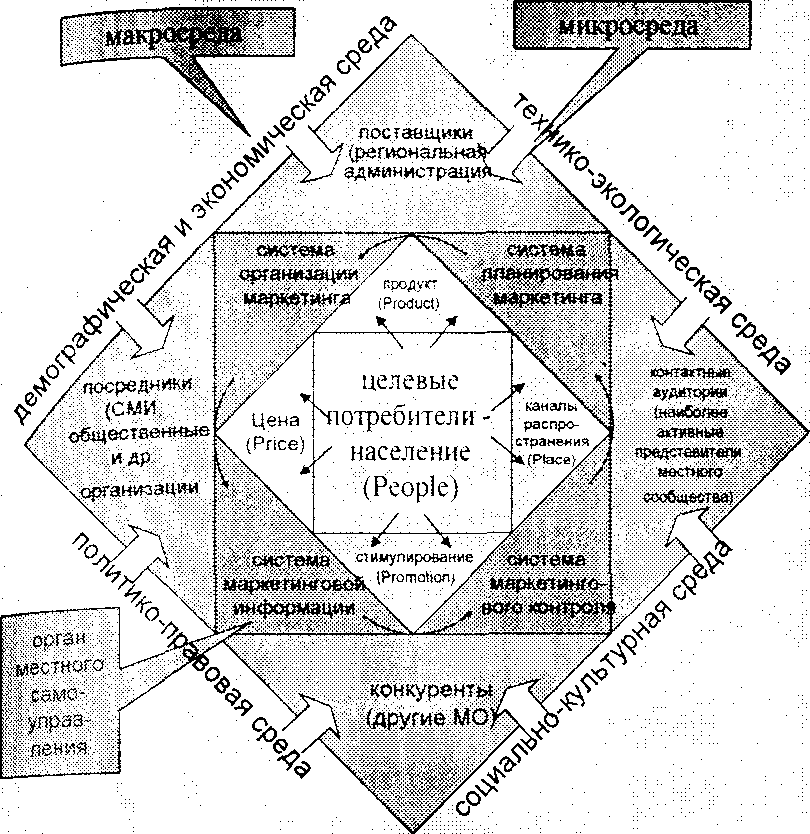 макросреда
микросреда
демографическая и экономическая среда
технико-экологическая среда
поставщики
(региональная
администрация
система
организации
маркетинга
система
планирования
маркетинга
продукт
(Product)
посредники
(СМИ,
общественные
и др.
организации
Цена
(Price)
целевые
потребители -
население
(People)
каналы
распро-
странения
(Place)
контактные
аудитории
(наиболее
активные
представители
местного
сообщества)
стимулирование
(Promotion)
система
маркетинговой
информации
система
маркетинго-
вого контроля
орган
местного
само-
управ-
ления
политико-правовая среда
социально-культурная среда
конкуренты
(другие МО)